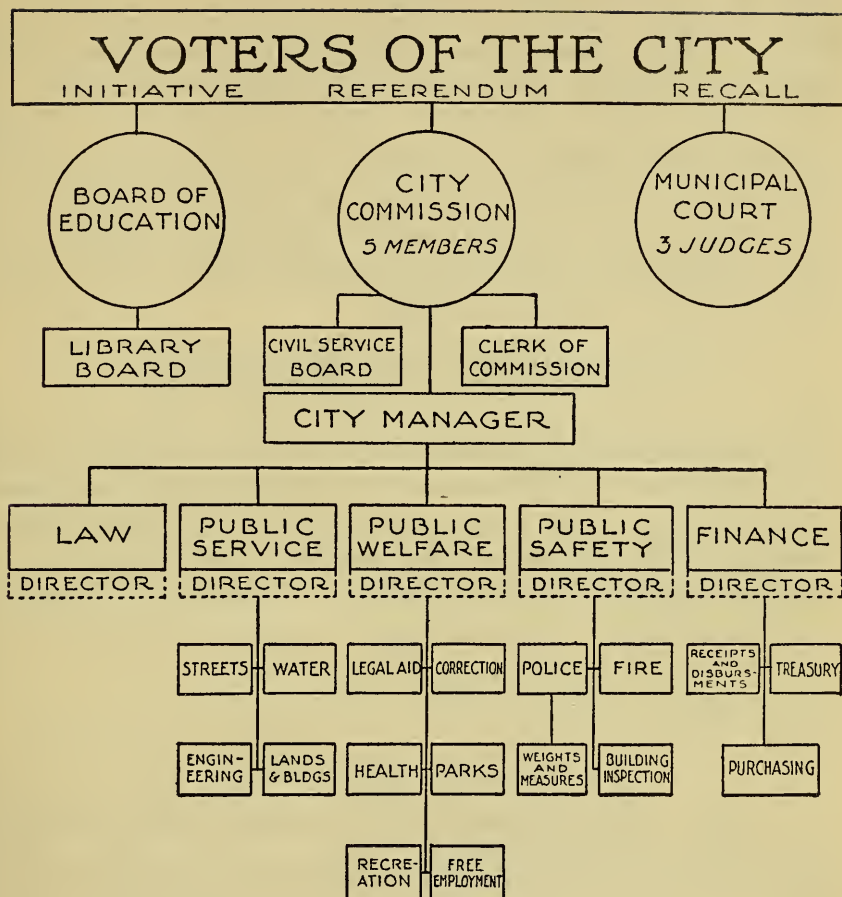 VOTERS OF THE CITY
INITIATIVE REFERENDUM RECALL
BOARD OF
EDUCATION
CITY
COMMISSION
5 MEMBERS
MUNICIPAL
COURT
3 JUDGES
LIBRARY
BOARD
CIVIL SERVICE
BOARD
CLERK OF
COMMISSION
CITY MANAGER
LAW
DIRECTOR
PUBLIC
SERVICE
DIRECTOR
PUBLIC
WELFARE
DIRECTOR
PUBLIC
SAFETY
DIRECTOR
FINANCE
DIRECTOR
STREETS
WATER
LEGAL AID
CORRECTION
POLICE
FIRE
RECEIPTS
AND
DISBURS-
MENTS
TREASURY
ENGIN-
EERING
LANDS
& BLDGS
HEALTH
PARKS
WEIGHTS
AND
MEASURES
BUILDING
INSPECTION
PURCHASING
RECRE-
ATION
FREE
EMPLOYMENT